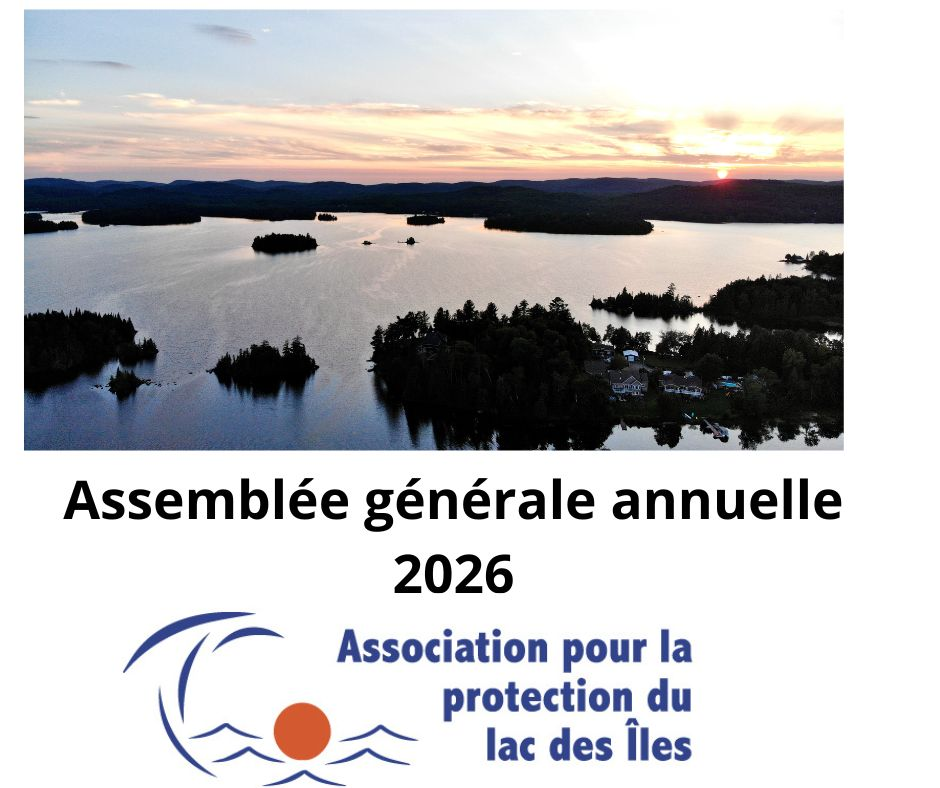 Assemblée générale annuelle
2026
Association pour la
protection du
lac des Îles